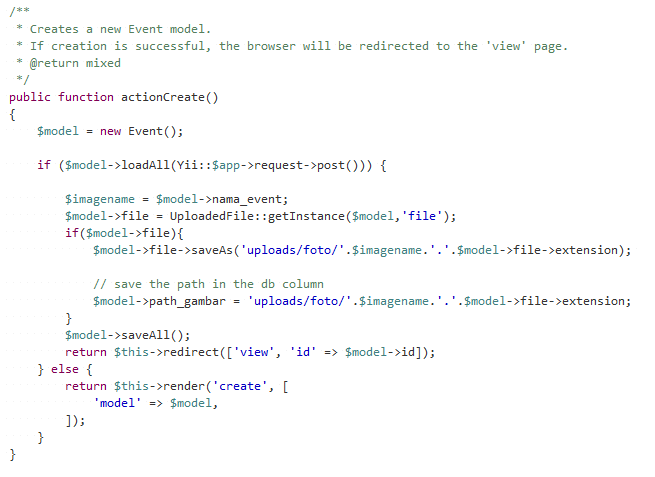 /**
 * Creates a new Event model.
 * If creation is successful, the browser will be redirected to the 'view' page.
 * @return mixed
 */
public function actionCreate()
{
    $model = new Event();

    if ($model->loadAll(Yii::$app->request->post())) {

        $imagename = $model->nama_event;
        $model->file = UploadedFile::getInstance($model,'file');
        if($model->file){
            $model->file->saveAs('uploads/foto/'.$imagename.'.'.$model->file->extension);

            // save the path in the db column
            $model->path_gambar = 'uploads/foto/'.$imagename.'.'.$model->file->extension;
        }
        $model->saveAll();
        return $this->redirect(['view', 'id' => $model->id]);
    } else {
        return $this->render('create', [
            'model' => $model,
        ]);
    }
}